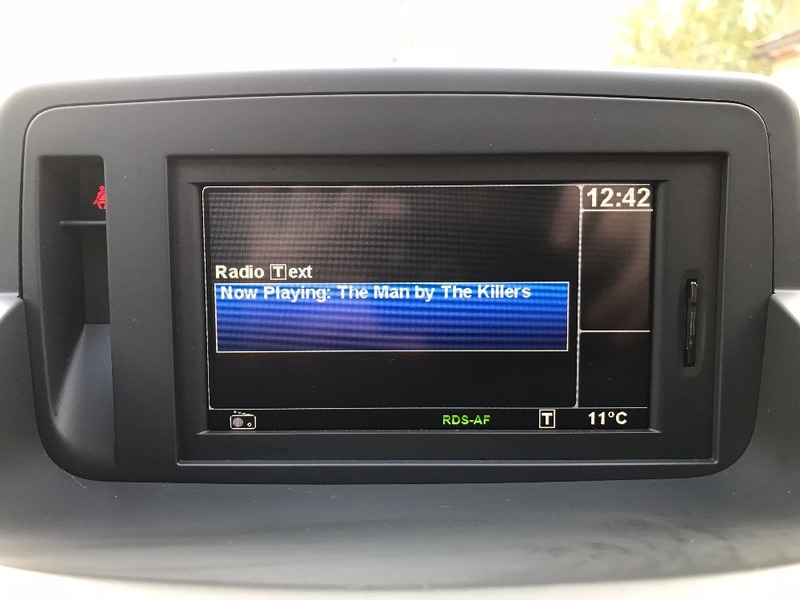 12:42
Radio Text
Now Playing: The Man by The Killers
RDS-AF T 11°C